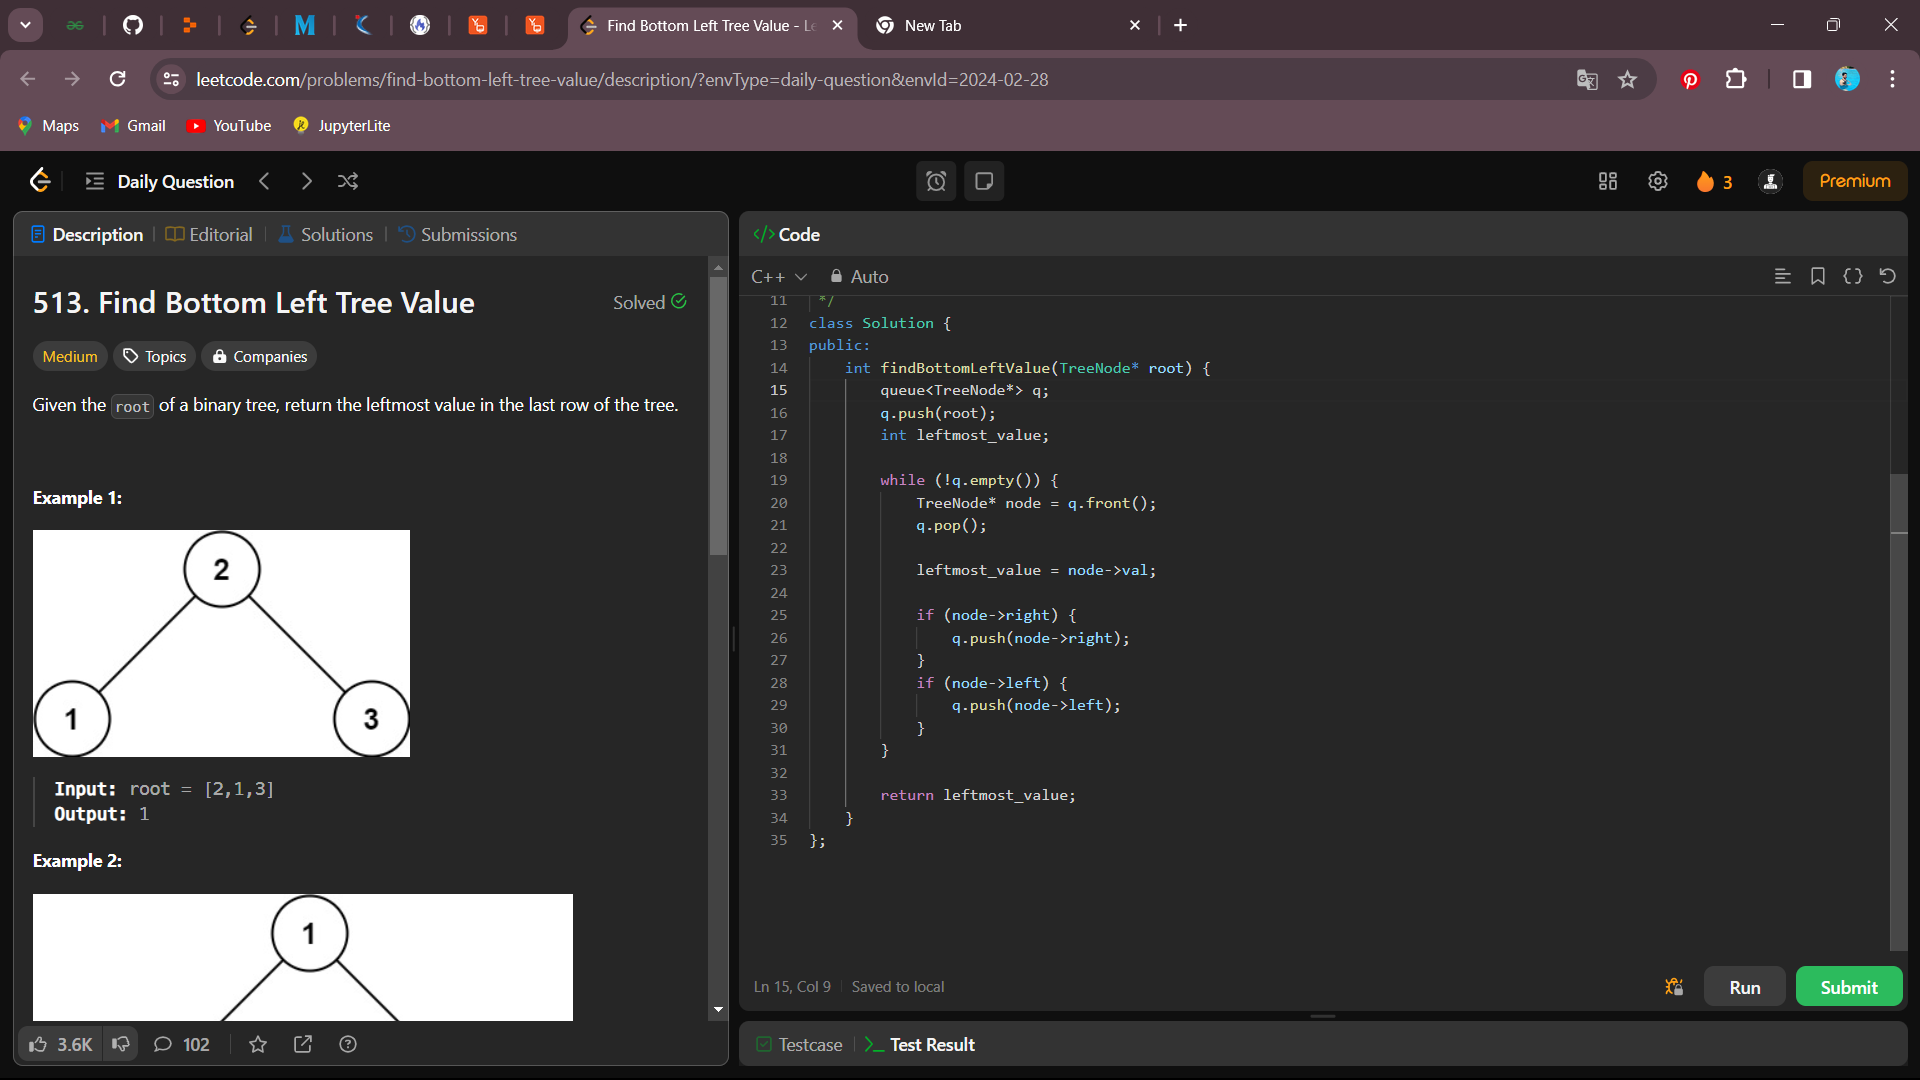 Find Bottom Left Tree Value - Le
New Tab
leetcode.com/problems/find-bottom-left-tree-value/description/?envType=daily-question&envId=2024-02-28
Maps
Gmail
YouTube
JupyterLite
Daily Question
3
Premium
Description
Editorial
Solutions
Submissions
513. Find Bottom Left Tree Value
Solved
Medium
Topics
Companies
Given the root of a binary tree, return the leftmost value in the last row of the tree.
Example 1:
2
1
3
Input: root = [2,1,3]
Output: 1
Example 2:
1
3.6K
102
</> Code
C++
Auto
11 */
12 class Solution {
13 public:
14 int findBottomLeftValue(TreeNode* root) {
15 queue<TreeNode*> q;
16 q.push(root);
17 int leftmost_value;
18
19 while (!q.empty()) {
20 TreeNode* node = q.front();
21 q.pop();
22
23 leftmost_value = node->val;
24
25 if (node->right) {
26 q.push(node->right);
27 }
28 if (node->left) {
29 q.push(node->left);
30 }
31 }
32
33 return leftmost_value;
34 }
35 };
Ln 15, Col 9
Saved to local
Run
Submit
Testcase
Test Result